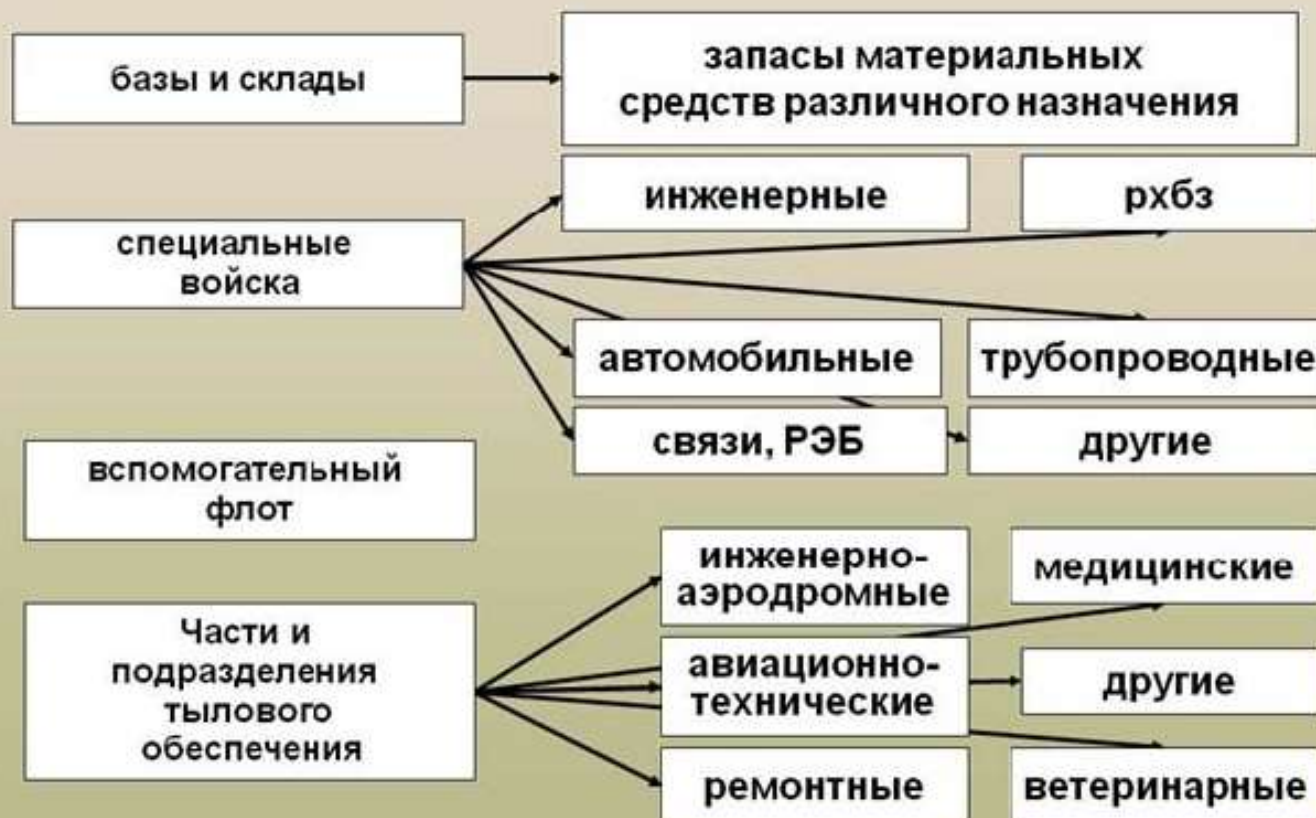 базы и склады
запасы материальных
средств различного назначения
специальные
войска
инженерные
рхбз
автомобильные
трубопроводные
связи, РЭБ
другие
вспомогательный
флот
Части и
подразделения
тылового
обеспечения
инженерно-
аэродромные
медицинские
авиационно-
технические
другие
ремонтные
ветеринарные